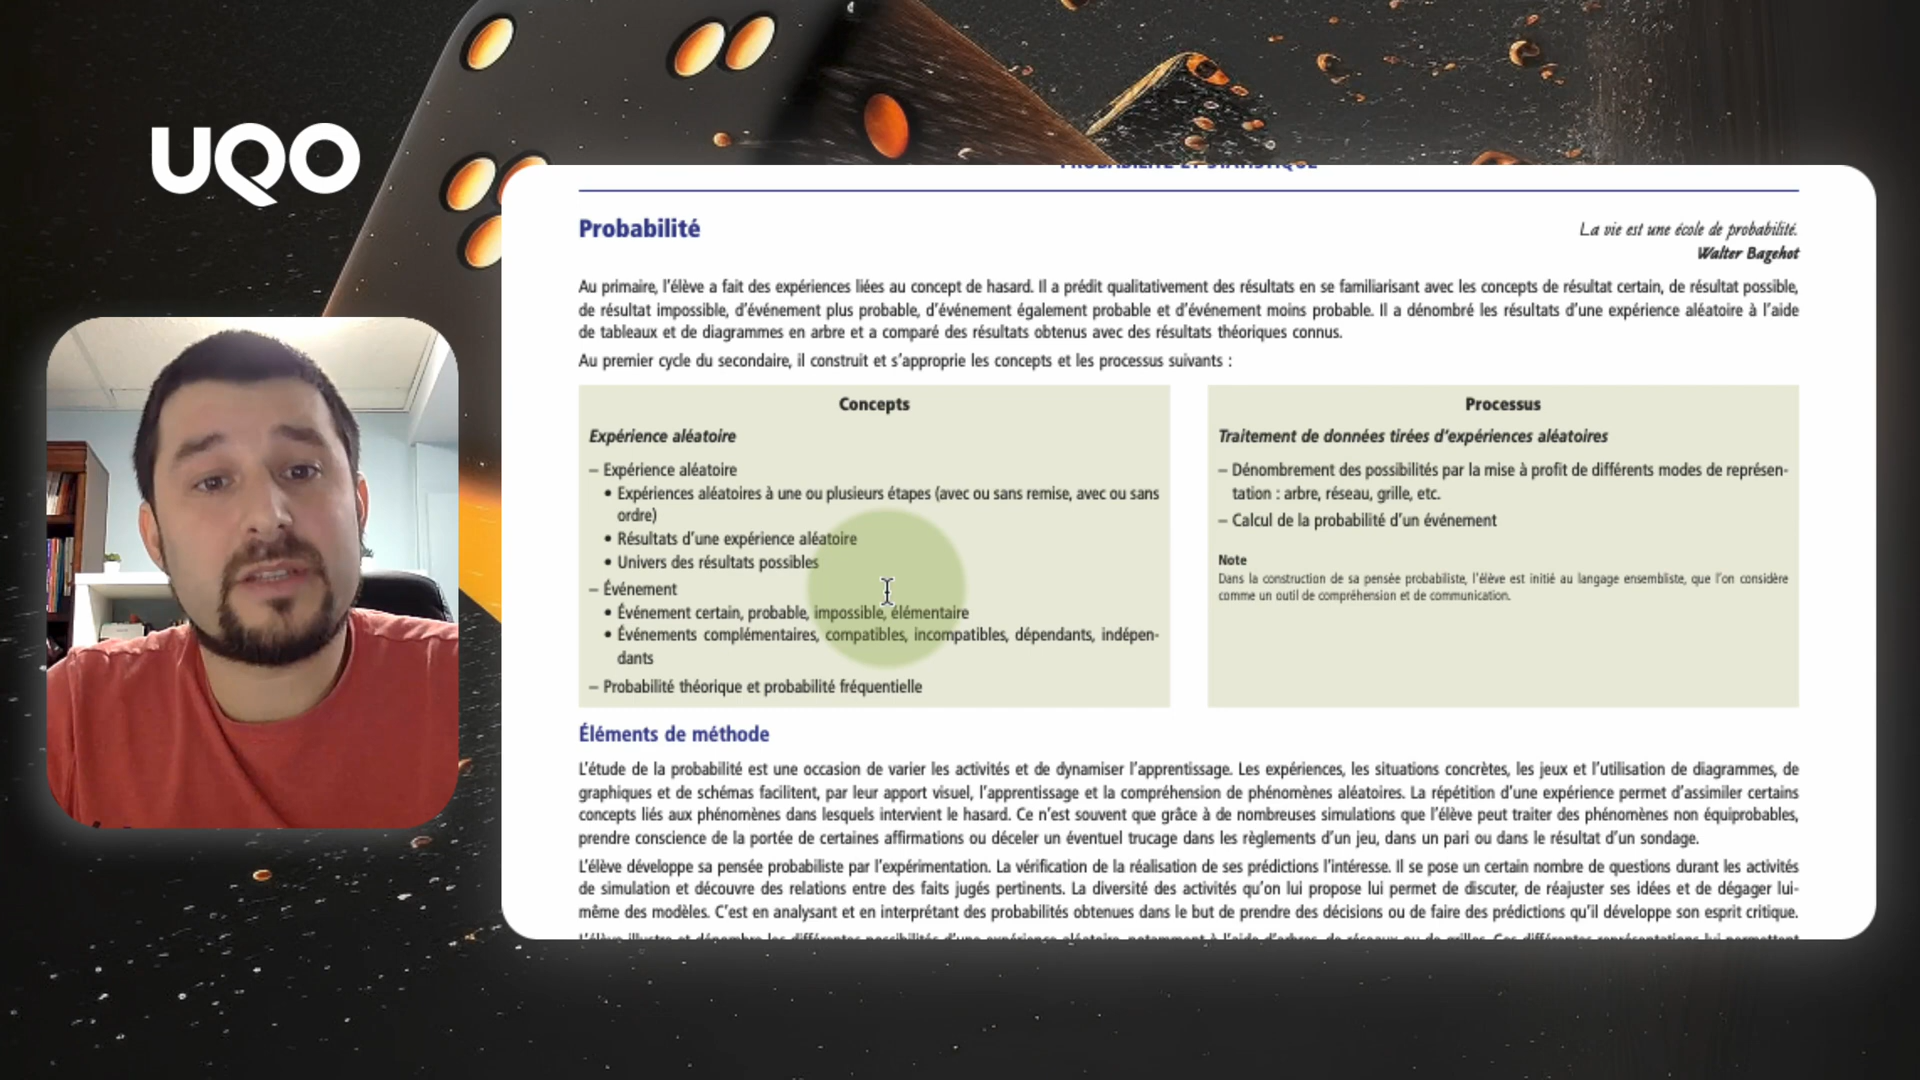 UQO
PROBABILITÉ ET STATISTIQUE
Probabilité
La vie est une école de probabilité.
Walter Bagehot
Au primaire, l’élève a fait des expériences liées au concept de hasard. Il a prédit qualitativement des résultats en se familiarisant avec les concepts de résultat certain, de résultat possible,
de résultat impossible, d’événement plus probable, d’événement également probable et d’événement moins probable. Il a dénombré les résultats d’une expérience aléatoire à l’aide
de tableaux et de diagrammes en arbre et a comparé des résultats obtenus avec des résultats théoriques connus.
Au premier cycle du secondaire, il construit et s’approprie les concepts et les processus suivants :
Concepts
Expérience aléatoire
– Expérience aléatoire
• Expériences aléatoires à une ou plusieurs étapes (avec ou sans remise, avec ou sans
ordre)
• Résultats d’une expérience aléatoire
• Univers des résultats possibles
– Événement
• Événement certain, probable, impossible, élémentaire
• Événements complémentaires, compatibles, incompatibles, dépendants, indépen-
dants
– Probabilité théorique et probabilité fréquentielle
Processus
Traitement de données tirées d’expériences aléatoires
– Dénombrement des possibilités par la mise à profit de différents modes de représen-
tation : arbre, réseau, grille, etc.
– Calcul de la probabilité d’un événement
Note
Dans la construction de sa pensée probabiliste, l’élève est initié au langage ensembliste, que l’on considère
comme un outil de compréhension et de communication.
Éléments de méthode
L’étude de la probabilité est une occasion de varier les activités et de dynamiser l’apprentissage. Les expériences, les situations concrètes, les jeux et l’utilisation de diagrammes, de
graphiques et de schémas facilitent, par leur apport visuel, l’apprentissage et la compréhension de phénomènes aléatoires. La répétition d’une expérience permet d’assimiler certains
concepts liés aux phénomènes dans lesquels intervient le hasard. Ce n’est souvent que grâce à de nombreuses simulations que l’élève peut traiter des phénomènes non équiprobables,
prendre conscience de la portée de certaines affirmations ou déceler un éventuel trucage dans les règlements d’un jeu, dans un pari ou dans le résultat d’un sondage.
L’élève développe sa pensée probabiliste par l’expérimentation. La vérification de la réalisation de ses prédictions l’intéresse. Il se pose un certain nombre de questions durant les activités
de simulation et découvre des relations entre des faits jugés pertinents. La diversité des activités qu’on lui propose lui permet de discuter, de réajuster ses idées et de dégager lui-
même des modèles. C’est en analysant et en interprétant des probabilités obtenues dans le but de prendre des décisions ou de faire des prédictions qu’il développe son esprit critique.